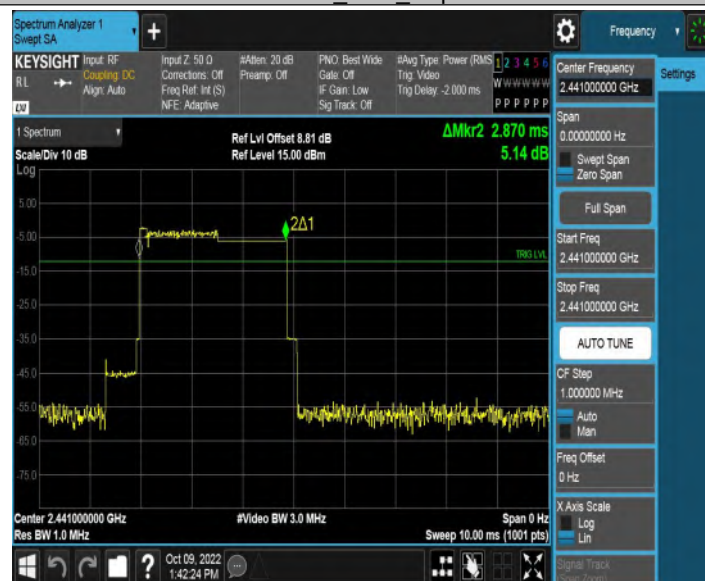 Spectrum Analyzer 1
Swept SA
+
Frequency
KEYSIGHT
RL
LXI
Input: RF
Coupling: DC
Align: Auto
Input Z: 50 Ω
Corrections: Off
Freq Ref: Int (S)
NFE: Adaptive
#Atten: 20 dB
Preamp: Off
PNO: Best Wide
Gate: Off
IF Gain: Low
Sig Track: Off
#Avg Type: Power (RMS
Trig: Video
Trig Delay: -2.000 ms
1 2 3 4 5 6
W W W W W W
P P P P P P
Center Frequency
2.441000000 GHz
Settings
Span
0.00000000 Hz
Swept Span
Zero Span
Full Span
Start Freq
2.441000000 GHz
Stop Freq
2.441000000 GHz
AUTO TUNE
CF Step
1.000000 MHz
Auto
Man
Freq Offset
0 Hz
X Axis Scale
Log
Lin
Signal Track
(Span Zoom)
1 Spectrum
Scale/Div 10 dB
Log
Ref Lvl Offset 8.81 dB
Ref Level 15.00 dBm
ΔMkr2 2.870 ms
5.14 dB
5.00
-5.00
-15.0
-25.0
-35.0
-45.0
-55.0
-65.0
-75.0
2Δ1
TRIG LVL
Center 2.441000000 GHz
Res BW 1.0 MHz
#Video BW 3.0 MHz
Span 0 Hz
Sweep 10.00 ms (1001 pts)
?
Oct 09, 2022
1:42:24 PM